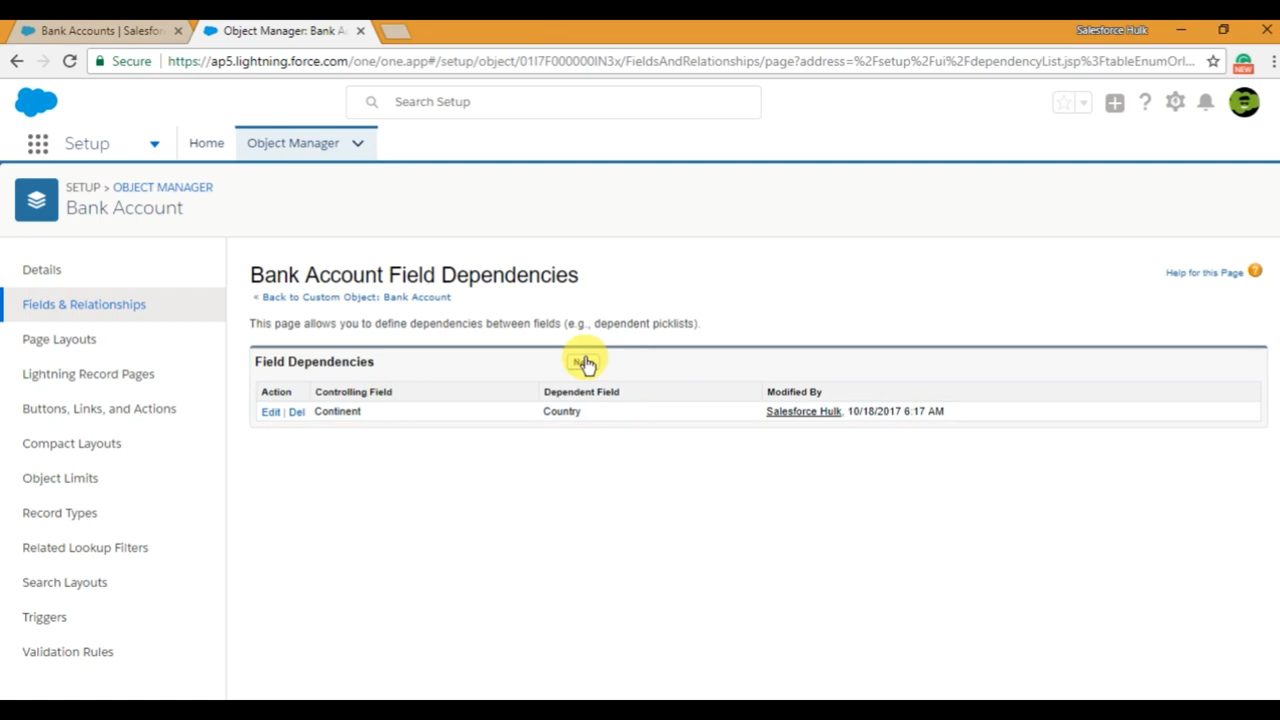 Bank Accounts | Salesfor
Object Manager: Bank A
Salesforce Hulk
Secure
https://ap5.lightning.force.com/one/one.app#/setup/object/01I7F000000IN3x/FieldsAndRelationships/page?address=%2Fsetup%2Fui%2FdependencyList.jsp%3FtableEnumOrI...
NEW
Search Setup
Setup
Home
Object Manager
SETUP > OBJECT MANAGER
Bank Account
Details
Fields & Relationships
Page Layouts
Lightning Record Pages
Buttons, Links, and Actions
Compact Layouts
Object Limits
Record Types
Related Lookup Filters
Search Layouts
Triggers
Validation Rules
Bank Account Field Dependencies
Help for this Page ?
« Back to Custom Object: Bank Account
This page allows you to define dependencies between fields (e.g., dependent picklists).
Field Dependencies
Action Controlling Field Dependent Field Modified By
Edit | Del Continent Country Salesforce Hulk, 10/18/2017 6:17 AM